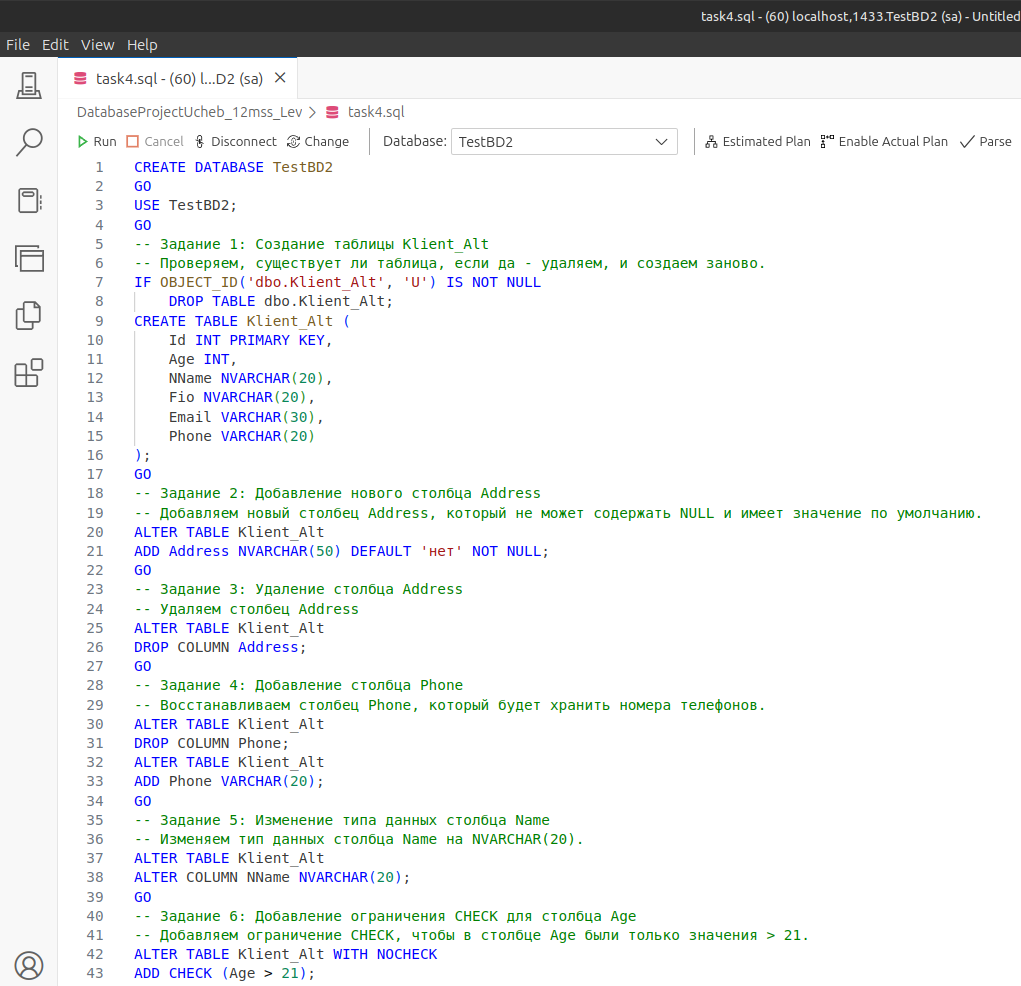 task4.sql - (60) localhost,1433.TestBD2 (sa) - Untitled
File Edit View Help
task4.sql - (60) l...D2 (sa)
DatabaseProjectUcheb_12mss_Lev > task4.sql
Run Cancel Disconnect Change Database: TestBD2 Estimated Plan Enable Actual Plan Parse
1 CREATE DATABASE TestBD2
2 GO
3 USE TestBD2;
4 GO
5 -- Задание 1: Создание таблицы Klient_Alt
6 -- Проверяем, существует ли таблица, если да - удаляем, и создаем заново.
7 IF OBJECT_ID('dbo.Klient_Alt', 'U') IS NOT NULL
8 DROP TABLE dbo.Klient_Alt;
9 CREATE TABLE Klient_Alt (
10 Id INT PRIMARY KEY,
11 Age INT,
12 NName NVARCHAR(20),
13 Fio NVARCHAR(20),
14 Email VARCHAR(30),
15 Phone VARCHAR(20)
16 );
17 GO
18 -- Задание 2: Добавление нового столбца Address
19 -- Добавляем новый столбец Address, который не может содержать NULL и имеет значение по умолчанию.
20 ALTER TABLE Klient_Alt
21 ADD Address NVARCHAR(50) DEFAULT 'нет' NOT NULL;
22 GO
23 -- Задание 3: Удаление столбца Address
24 -- Удаляем столбец Address
25 ALTER TABLE Klient_Alt
26 DROP COLUMN Address;
27 GO
28 -- Задание 4: Добавление столбца Phone
29 -- Восстанавливаем столбец Phone, который будет хранить номера телефонов.
30 ALTER TABLE Klient_Alt
31 DROP COLUMN Phone;
32 ALTER TABLE Klient_Alt
33 ADD Phone VARCHAR(20);
34 GO
35 -- Задание 5: Изменение типа данных столбца Name
36 -- Изменяем тип данных столбца Name на NVARCHAR(20).
37 ALTER TABLE Klient_Alt
38 ALTER COLUMN NName NVARCHAR(20);
39 GO
40 -- Задание 6: Добавление ограничения CHECK для столбца Age
41 -- Добавляем ограничение CHECK, чтобы в столбце Age были только значения > 21.
42 ALTER TABLE Klient_Alt WITH NOCHECK
43 ADD CHECK (Age > 21);